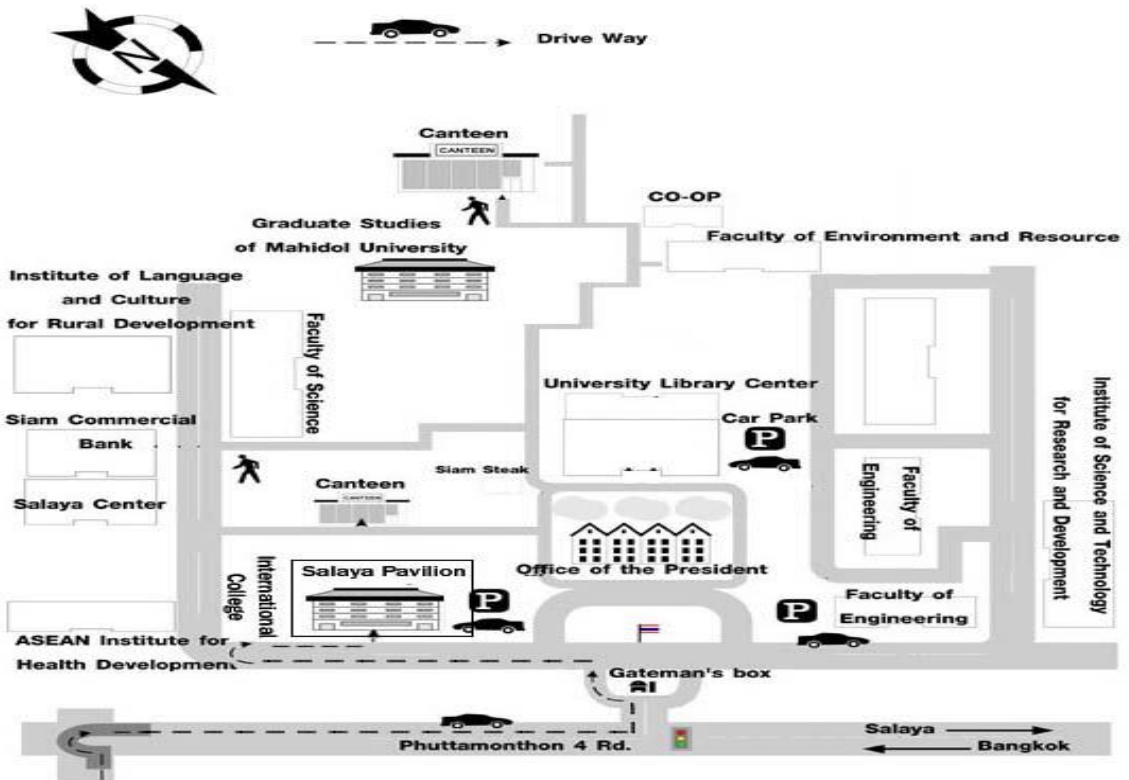 N
Drive Way
Canteen
CANTEEN
CO-OP
Graduate Studies
of Mahidol University
Faculty of Environment and Resource
Institute of Language
and Culture
for Rural Development
Faculty of Science
University Library Center
Car Park
P
Siam Commercial
Bank
Siam Steak
Salaya Center
Canteen
CANTEEN
Faculty of
Engineering
Institute of Science and Technology
for Research and Development
International
College
Salaya Pavilion
P
Office of the President
P
Faculty of
Engineering
ASEAN Institute for
Health Development
Gateman's box
Phuttamonthon 4 Rd.
Salaya
Bangkok